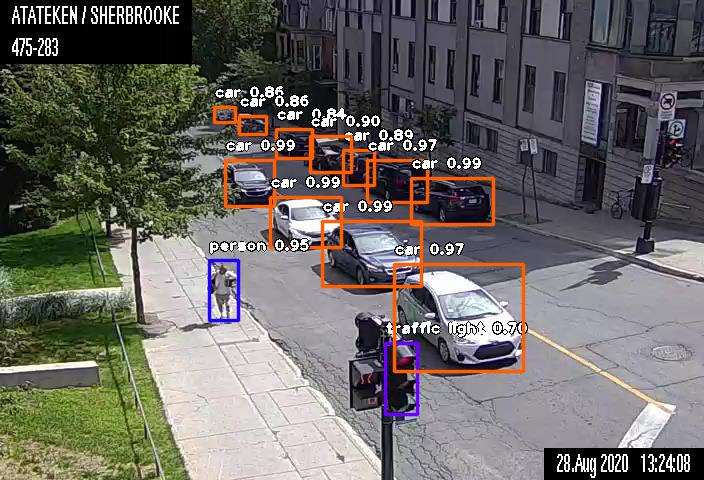 ATATEKEN / SHERBROOKE
475-283
car 0.86
car 0.86
car 0.84
car 0.90
car 0.89
car 0.99
car 0.97
car 0.99
car 0.99
car 0.99
person 0.95
car 0.97
traffic light 0.70
28.Aug 2020 13:24:08